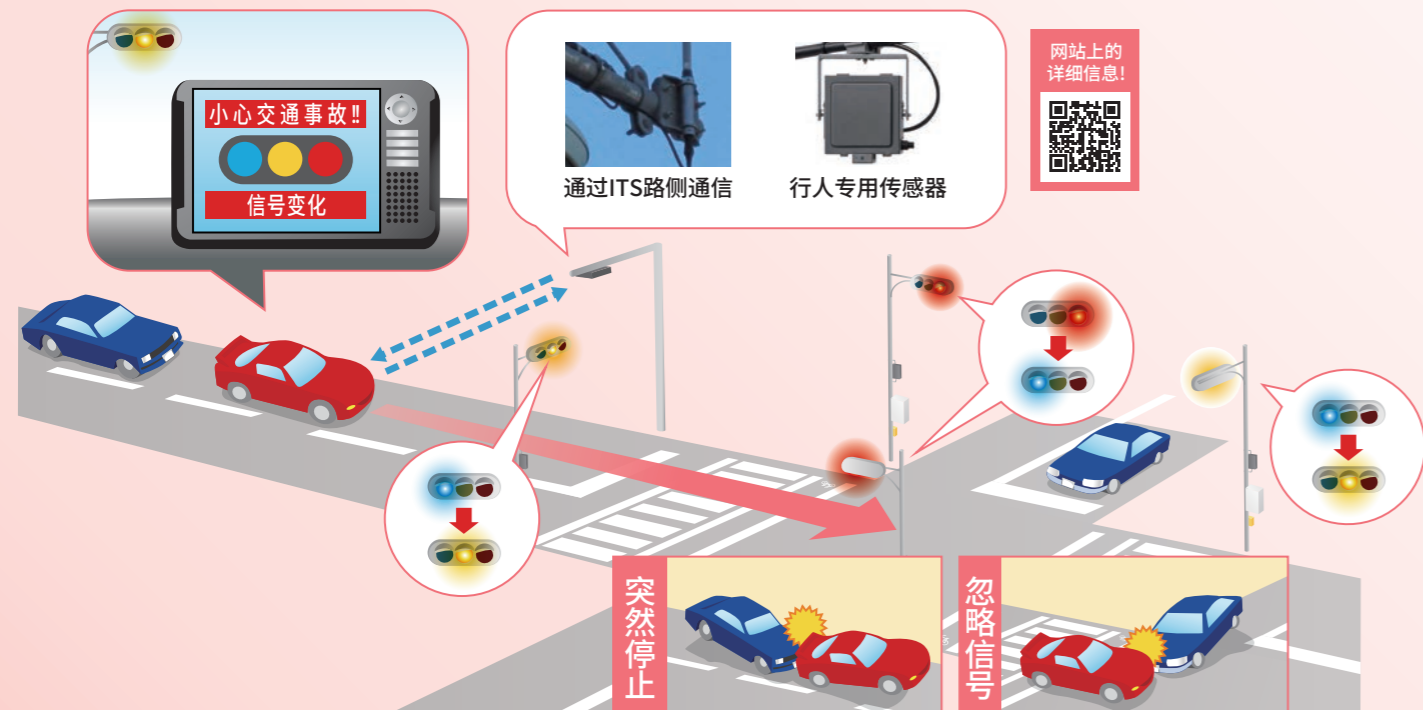 小心交通事故!!
信号变化
通过ITS路侧通信
行人专用传感器
网站上的
详细信息!
突然停止
忽略信号